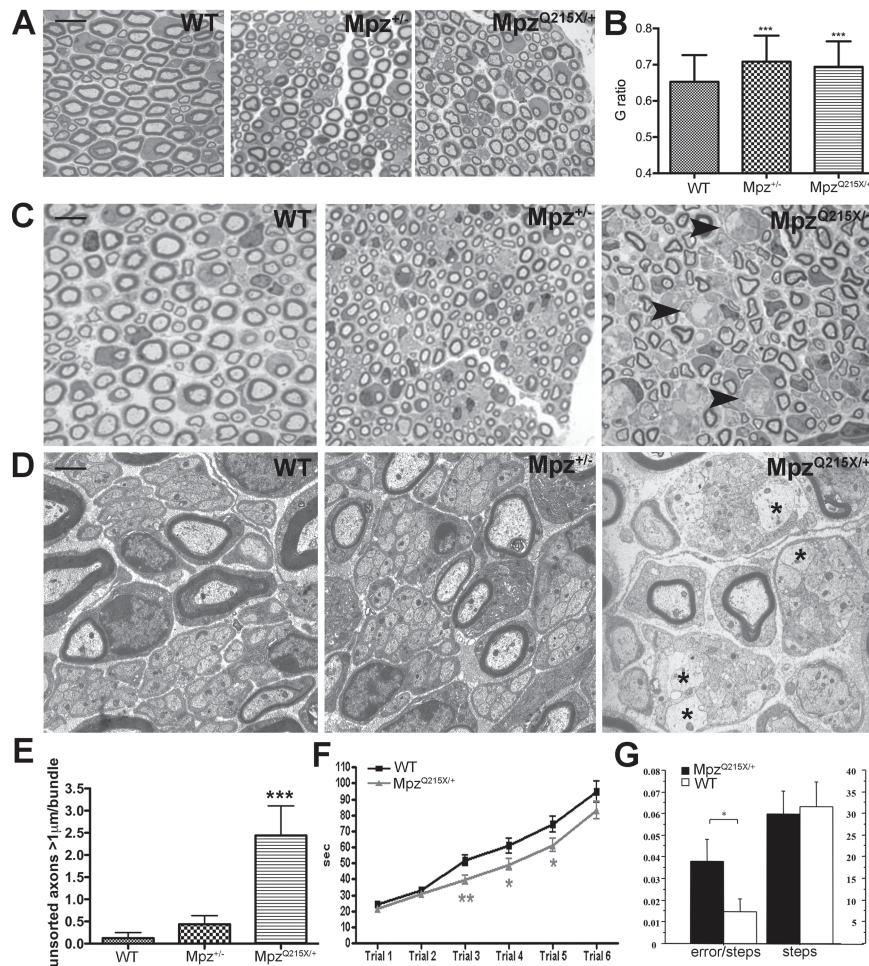 A
WT
Mpz+/-
MpzQ215X/+
B
0.8
0.7
0.6
0.5
0.4
G ratio
***
***
WT
Mpz+/-
MpzQ215X/+
C
WT
Mpz+/-
MpzQ215X/+
D
WT
Mpz+/-
MpzQ215X/+
*
*
*
*
E
unsorted axons >1µm/bundle
3.5
3.0
2.5
2.0
1.5
1.0
0.5
0.0
***
WT
Mpz+/-
MpzQ215X/+
F
WT
MpzQ215X/+
sec
110
100
90
80
70
60
50
40
30
20
10
0
**
*
*
Trial 1
Trial 2
Trial 3
Trial 4
Trial 5
Trial 6
G
MpzQ215X/+
WT
0.08
0.07
0.06
0.05
0.04
0.03
0.02
0.01
0
*
40
35
30
25
20
15
10
5
0
error/steps
steps